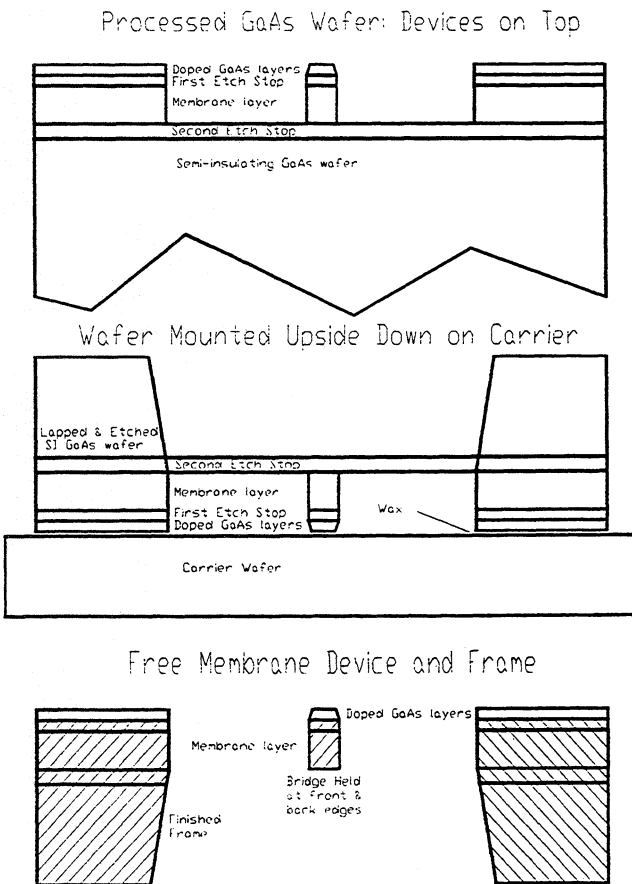 Processed GaAs Wafer: Devices on Top
Doped GaAs layers
First Etch Stop
Membrane layer
Second Etch Stop
Semi-insulating GaAs wafer
Wafer Mounted Upside Down on Carrier
Lapped & Etched
SI GaAs wafer
Second Etch Stop
Membrane layer
First Etch Stop
Doped GaAs layers
Wax
Carrier Wafer
Free Membrane Device and Frame
Doped GaAs layers
Membrane layer
Bridge Held
at front &
back edges
Finished
Frame